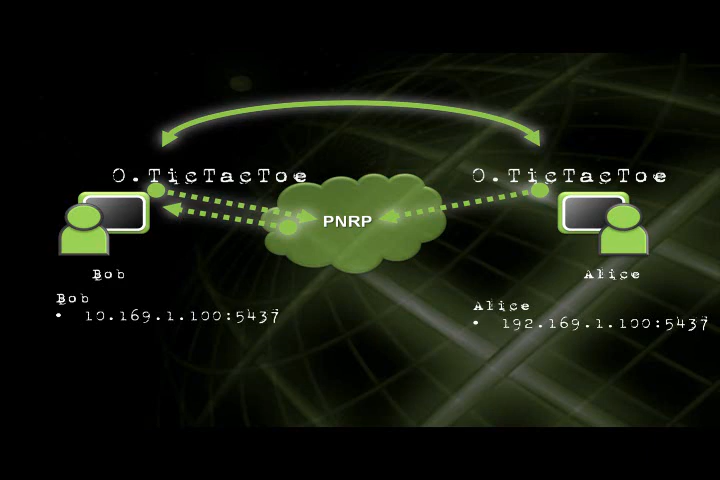 0.TicTacToe
0.TicTacToe
PNRP
Bob
Alice
Bob
• 10.169.1.100:5437
Alice
• 192.169.1.100:5437